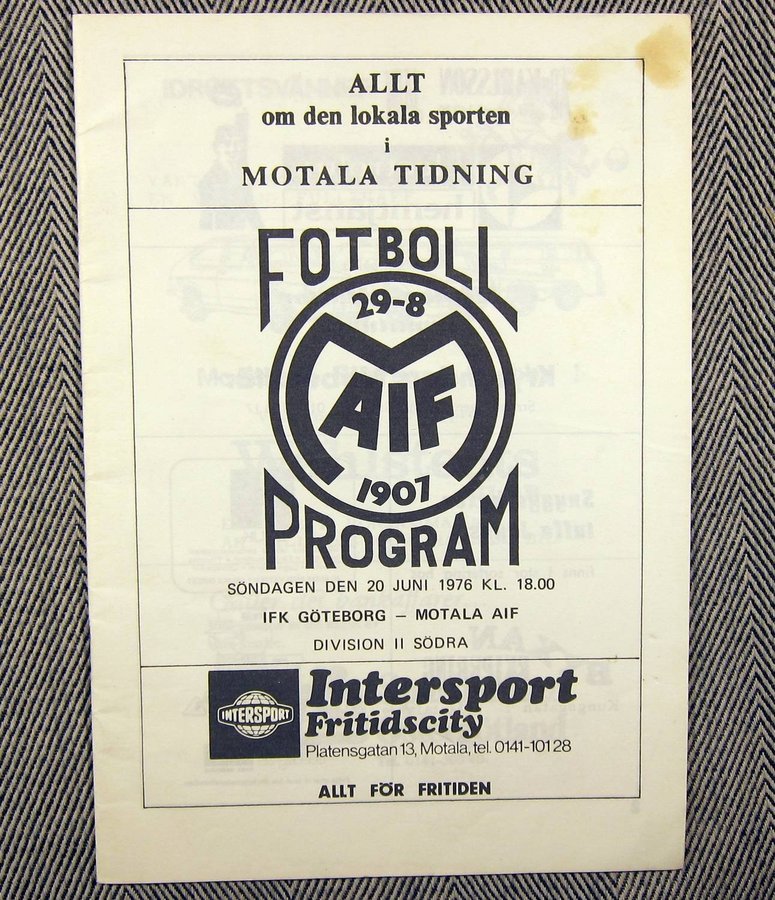 ALLT
om den lokala sporten
i
MOTALA TIDNING
FOTBOLL
29-8
MAIF
1907
PROGRAM
SÖNDAGEN DEN 20 JUNI 1976 KL. 18.00
IFK GÖTEBORG – MOTALA AIF
DIVISION II SÖDRA
INTERSPORT
Intersport
Fritidscity
Platensgatan 13, Motala, tel. 0141-101 28
ALLT FÖR FRITIDEN